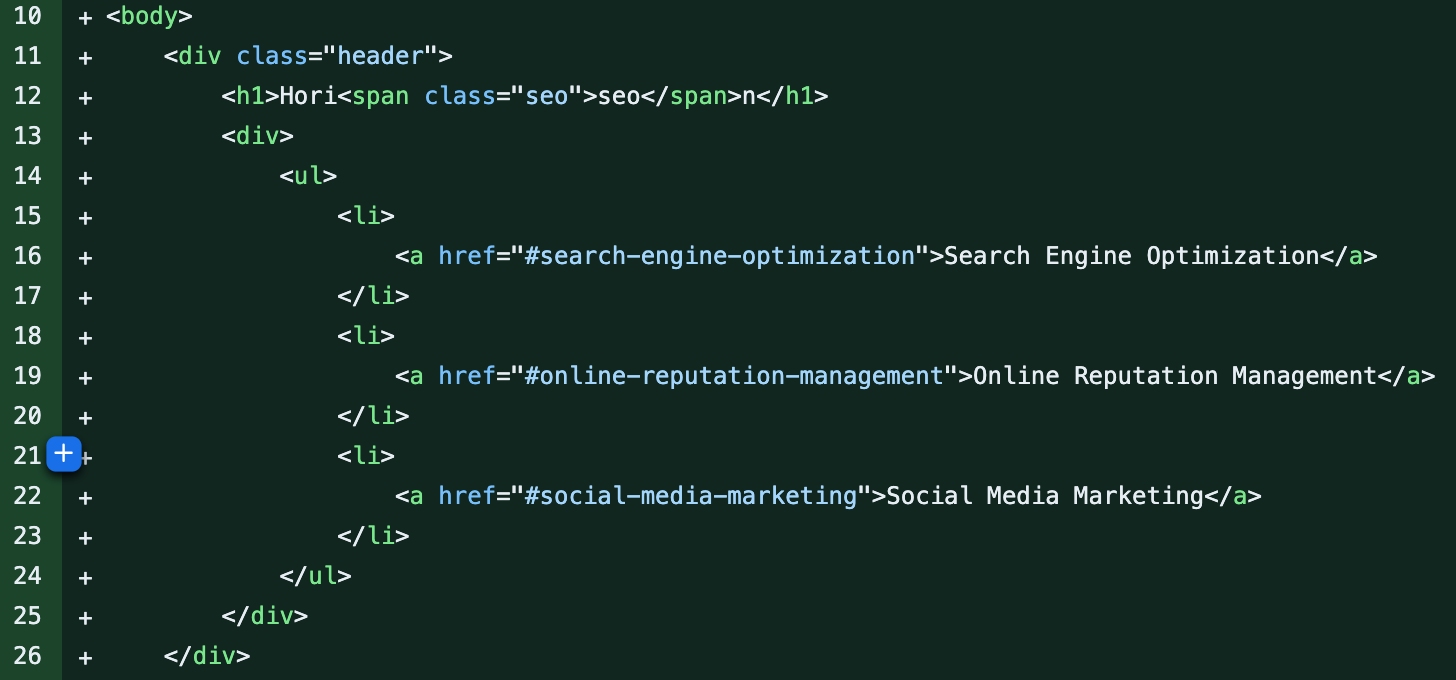 10 + <body>
11 +     <div class="header">
12 +         <h1>Hori<span class="seo">seo</span>n</h1>
13 +         <div>
14 +             <ul>
15 +                 <li>
16 +                     <a href="#search-engine-optimization">Search Engine Optimization</a>
17 +                 </li>
18 +                 <li>
19 +                     <a href="#online-reputation-management">Online Reputation Management</a>
20 +                 </li>
21 + +                 <li>
22 +                     <a href="#social-media-marketing">Social Media Marketing</a>
23 +                 </li>
24 +             </ul>
25 +         </div>
26 +     </div>